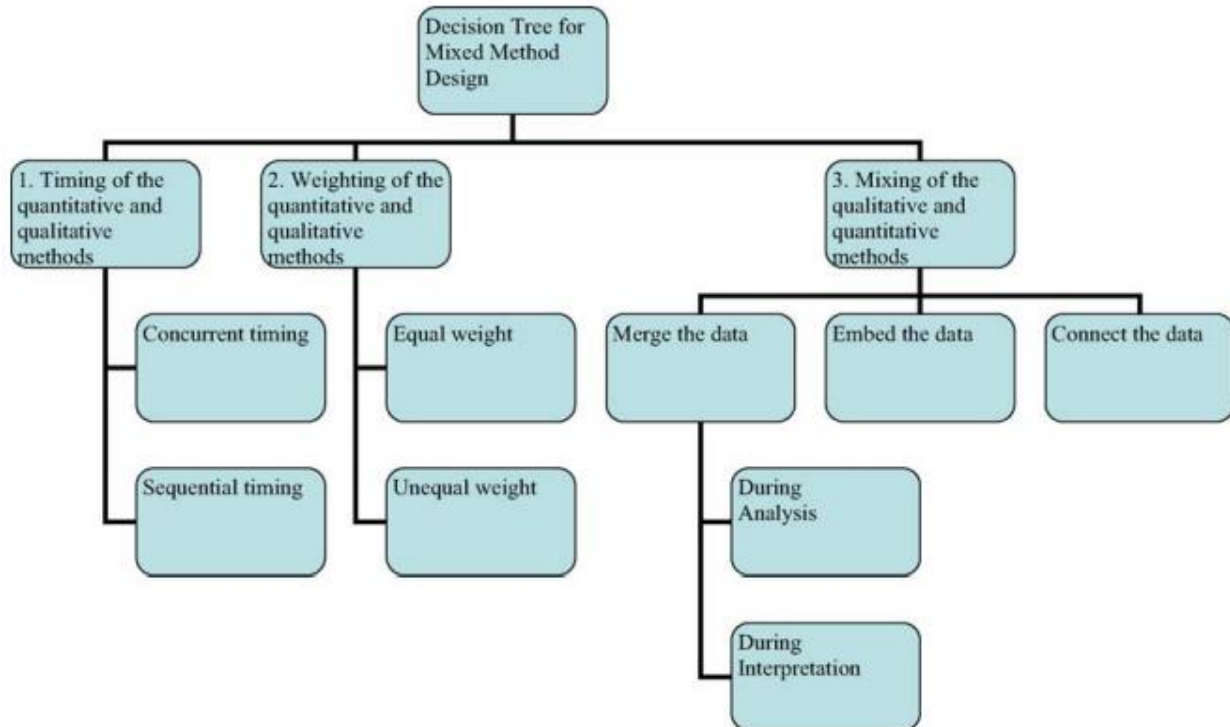 Decision Tree for
Mixed Method
Design
1. Timing of the
quantitative and
qualitative
methods
2. Weighting of the
quantitative and
qualitative
methods
3. Mixing of the
qualitative and
quantitative
methods
Concurrent timing
Equal weight
Merge the data
Embed the data
Connect the data
Sequential timing
Unequal weight
During
Analysis
During
Interpretation